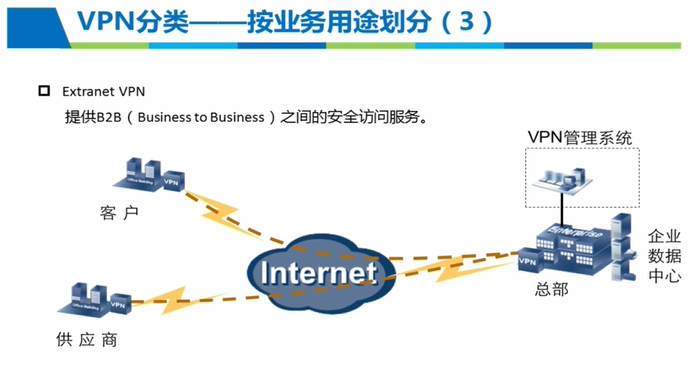 VPN分类——按业务用途划分（3）
Extranet VPN
提供B2B（Business to Business）之间的安全访问服务。
VPN管理系统
Office Building
VPN
客户
Enterprise
Internet
VPN
企业
数据
中心
总部
Office Building
VPN
供应商